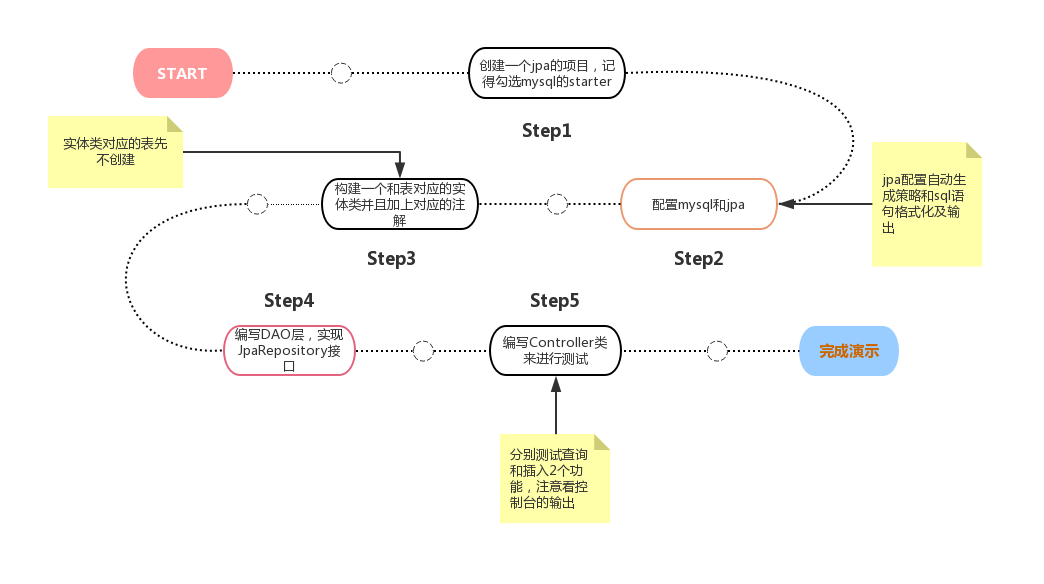 START
创建一个jpa的项目，记
得勾选mysql的starter
Step1
实体类对应的表先
不创建
构建一个和表对应的实
体类并且加上对应的注
解
Step3
配置mysql和jpa
Step2
jpa配置自动生
成策略和sql语
句格式化及输
出
Step4
编写DAO层，实现
JpaRepository接
口
Step5
编写Controller类
来进行测试
完成演示
分别测试查询
和插入2个功
能，注意看控
制台的输出